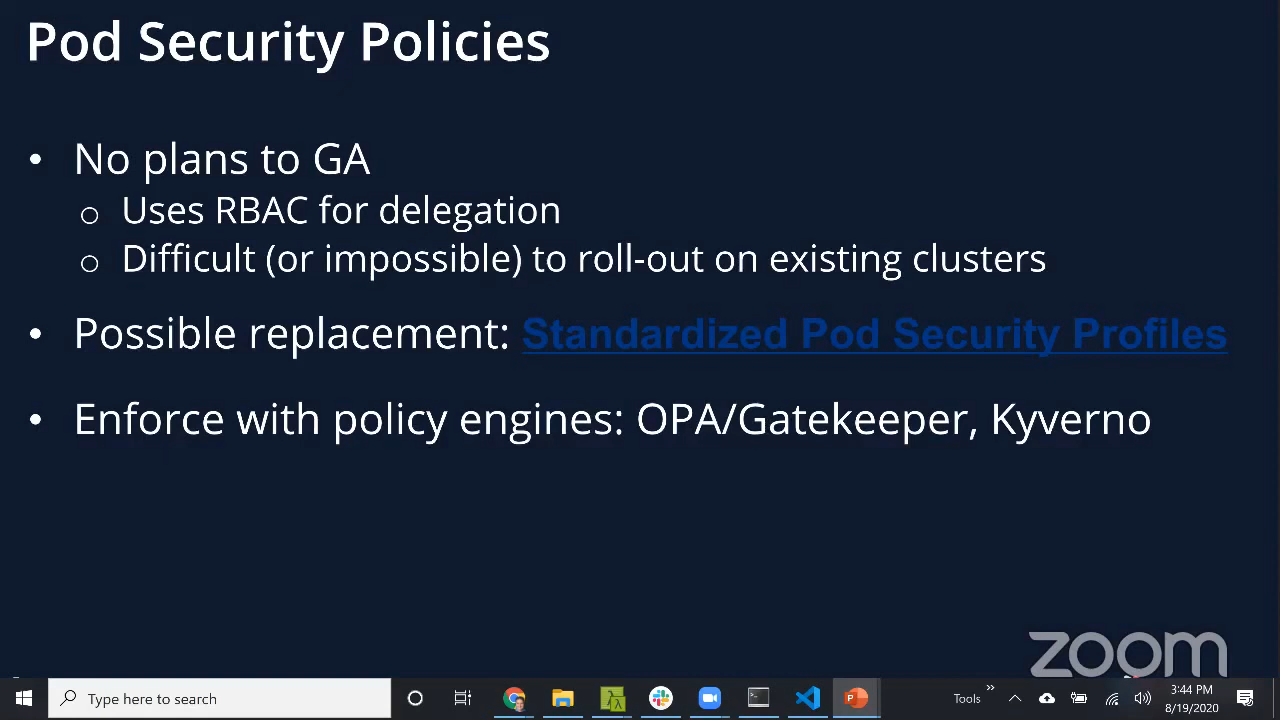 Pod Security Policies
• No plans to GA
o Uses RBAC for delegation
o Difficult (or impossible) to roll-out on existing clusters
• Possible replacement: Standardized Pod Security Profiles
• Enforce with policy engines: OPA/Gatekeeper, Kyverno
zoom
Type here to search
Tools
3:44 PM
8/19/2020